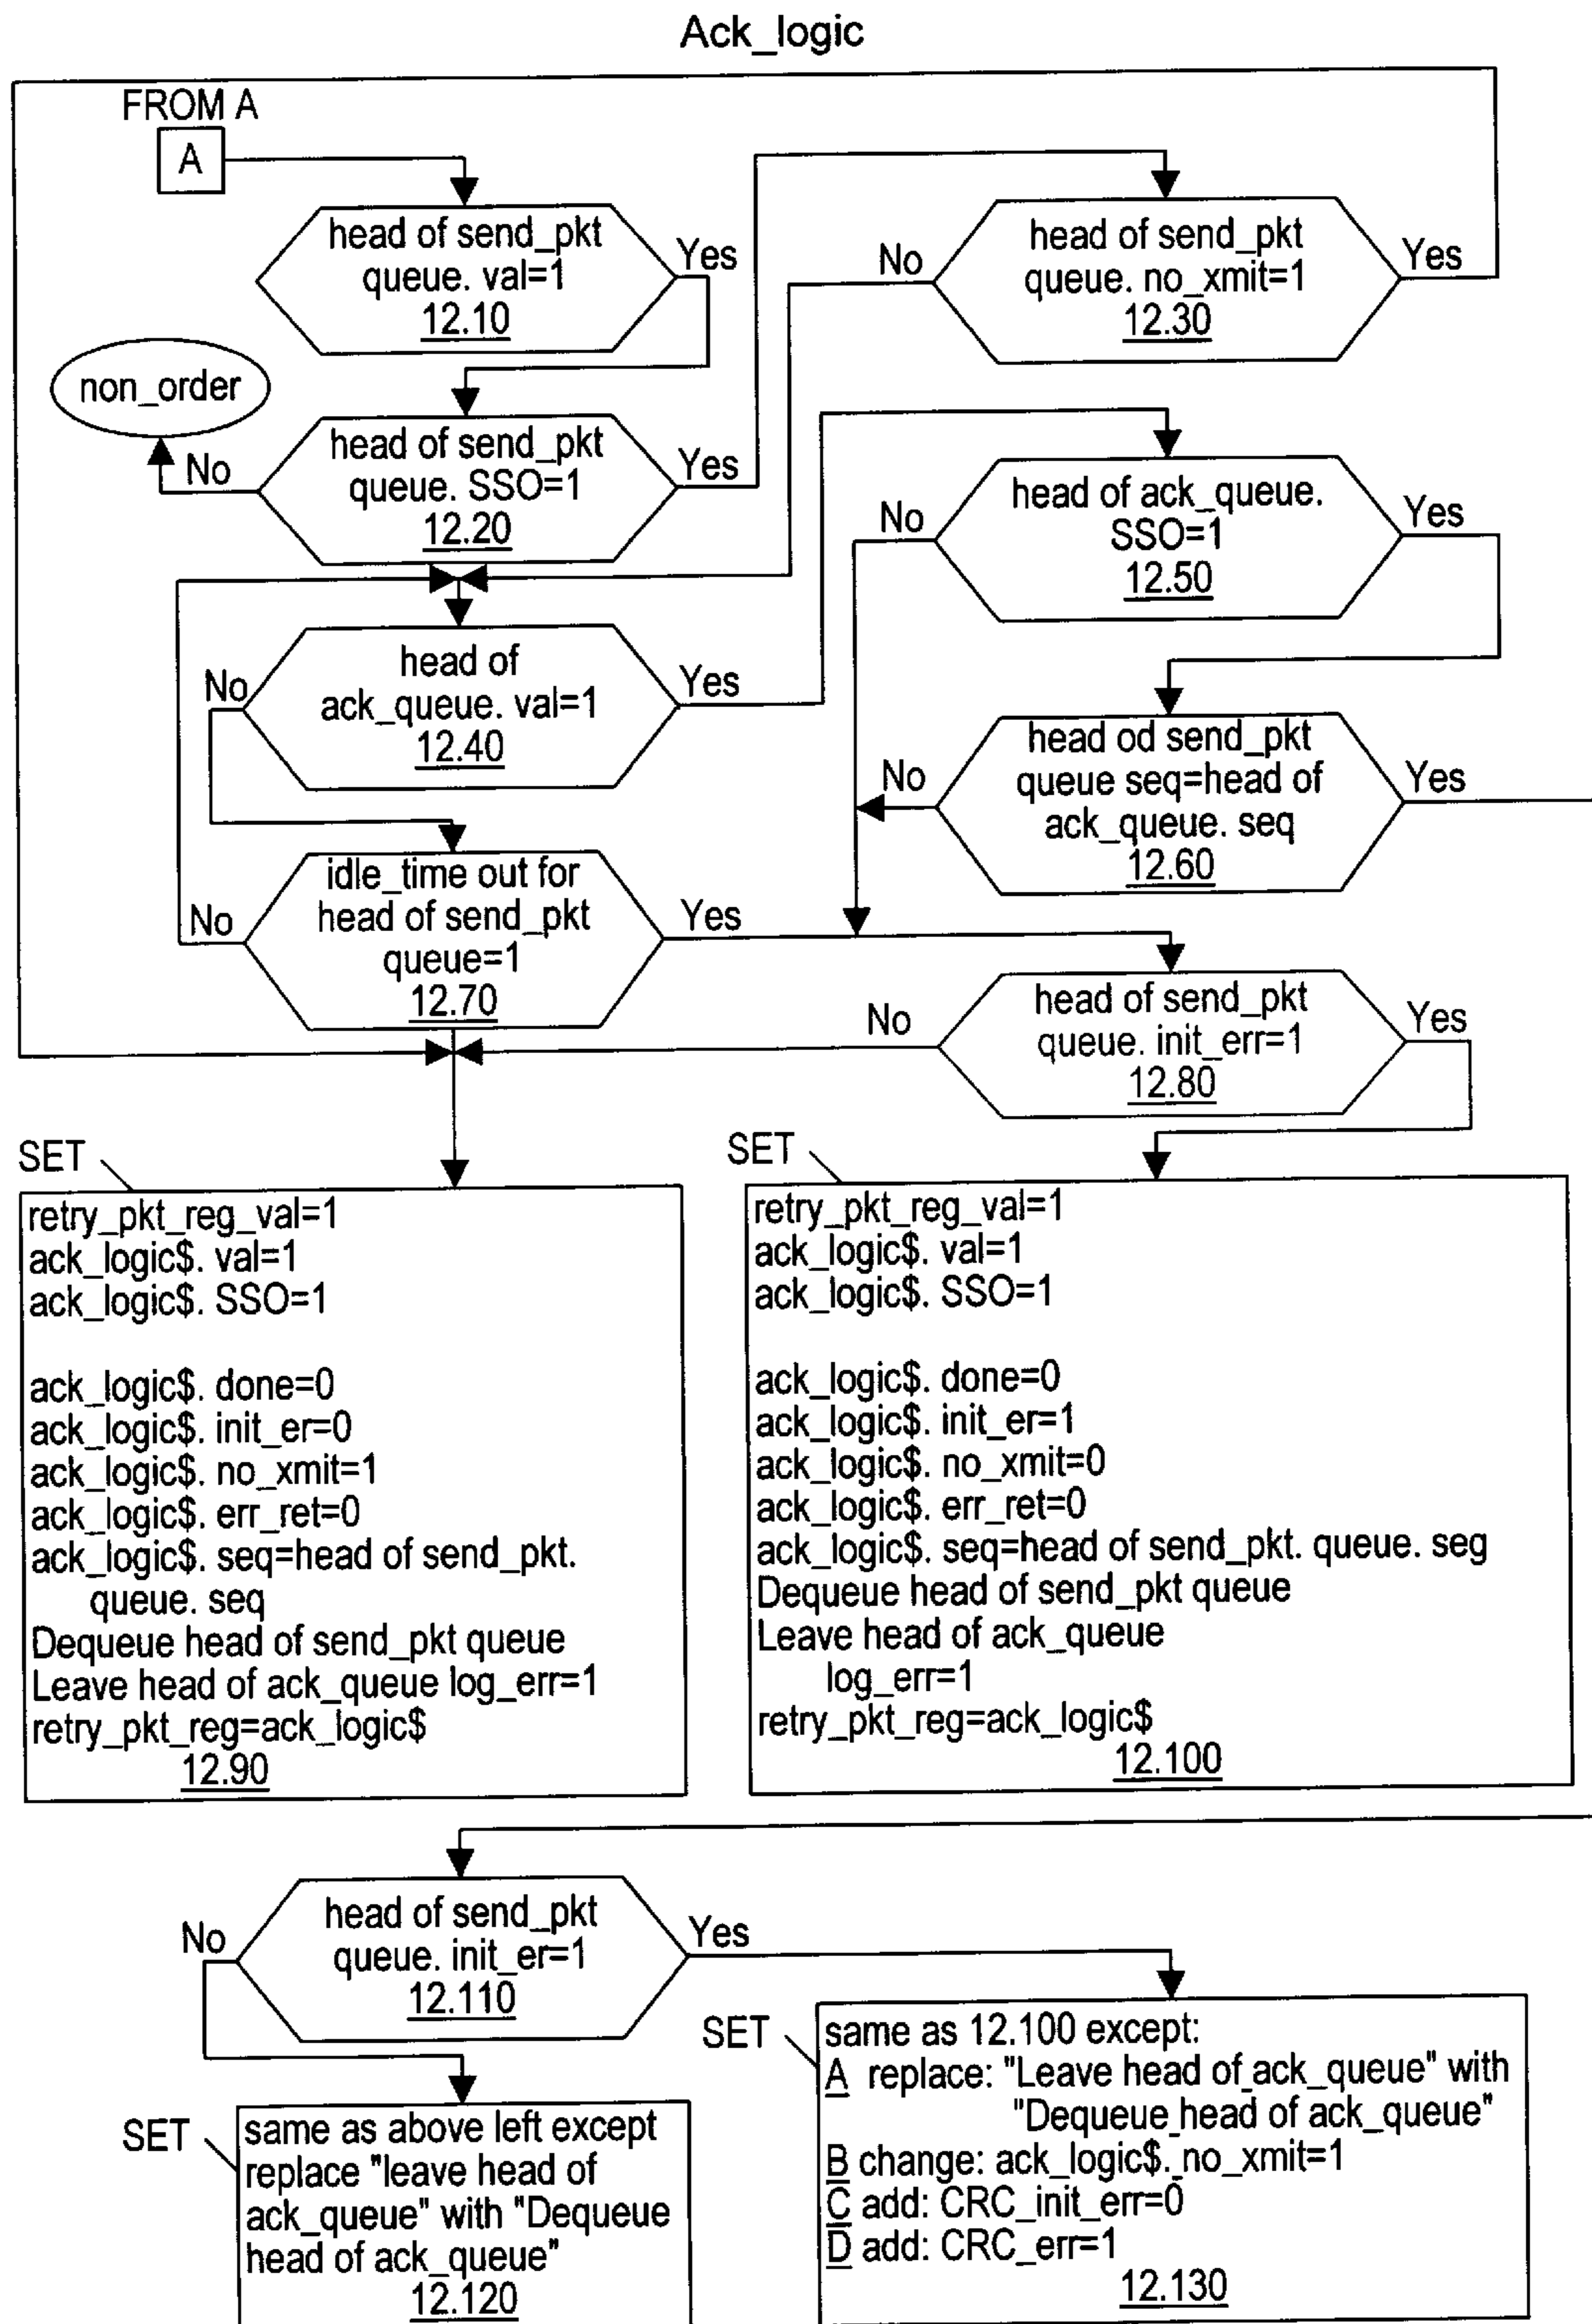 Ack_logic
FROM A
A
head of send_pkt
queue. val=1
12.10
Yes
head of send_pkt
queue. no_xmit=1
12.30
No
Yes
non_order
head of send_pkt
queue. SSO=1
12.20
No
Yes
head of ack_queue.
SSO=1
12.50
No
Yes
head of
ack_queue. val=1
12.40
No
Yes
head od send_pkt
queue seq=head of
ack_queue. seq
12.60
No
Yes
idle_time out for
head of send_pkt
queue=1
12.70
No
Yes
head of send_pkt
queue. init_err=1
12.80
No
Yes
SET
retry_pkt_reg_val=1
ack_logic$. val=1
ack_logic$. SSO=1
ack_logic$. done=0
ack_logic$. init_er=0
ack_logic$. no_xmit=1
ack_logic$. err_ret=0
ack_logic$. seq=head of send_pkt.
queue. seq
Dequeue head of send_pkt queue
Leave head of ack_queue log_err=1
retry_pkt_reg=ack_logic$
12.90
SET
retry_pkt_reg_val=1
ack_logic$. val=1
ack_logic$. SSO=1
ack_logic$. done=0
ack_logic$. init_er=1
ack_logic$. no_xmit=0
ack_logic$. err_ret=0
ack_logic$. seq=head of send_pkt. queue. seg
Dequeue head of send_pkt queue
Leave head of ack_queue
log_err=1
retry_pkt_reg=ack_logic$
12.100
head of send_pkt
queue. init_er=1
12.110
No
Yes
SET
same as above left except
replace "leave head of
ack_queue" with "Dequeue
head of ack_queue"
12.120
SET
same as 12.100 except:
A replace: "Leave head of ack_queue" with
"Dequeue head of ack_queue"
B change: ack_logic$. no_xmit=1
C add: CRC_init_err=0
D add: CRC_err=1
12.130